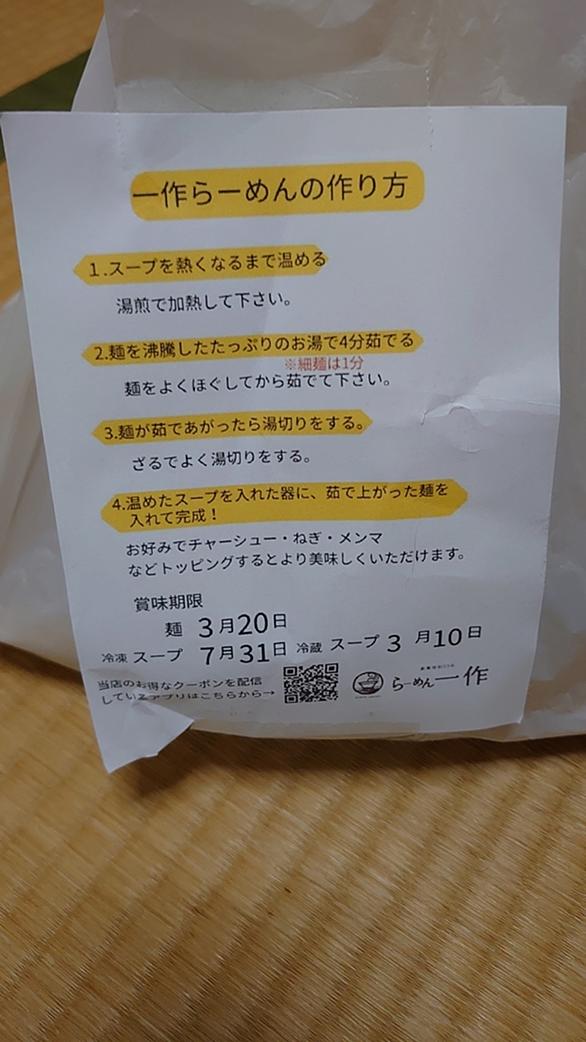 一作らーめんの作り方
1.スープを熱くなるまで温める
湯煎で加熱して下さい。
2.麺を沸騰したたっぷりのお湯で4分茹でる
※細麺は1分
麺をよくほぐしてから茹でて下さい。
3.麺が茹であがったら湯切りをする。
ざるでよく湯切りをする。
4.温めたスープを入れた器に、茹で上がった麺を
入れて完成！
お好みでチャーシュー・ねぎ・メンマ
などトッピングするとより美味しくいただけます。
賞味期限
麺 3月20日
冷凍 スープ 7月31日 冷蔵 スープ 3月10日
当店のお得なクーポンを配信
しているアプリはこちらから→
らーめん一作